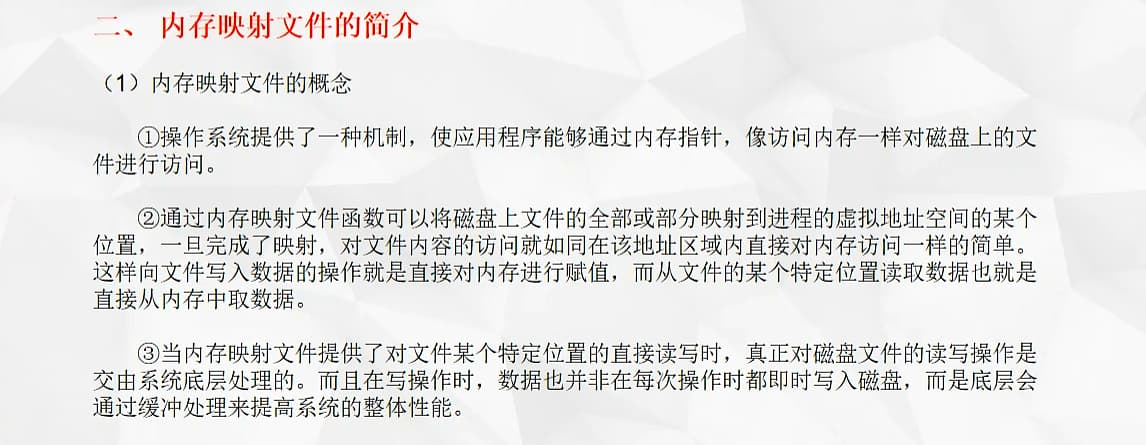 二、 内存映射文件的简介
（1）内存映射文件的概念
①操作系统提供了一种机制，使应用程序能够通过内存指针，像访问内存一样对磁盘上的文
件进行访问。
②通过内存映射文件函数可以将磁盘上文件的全部或部分映射到进程的虚拟地址空间的某个
位置，一旦完成了映射，对文件内容的访问就如同在该地址区域内直接对内存访问一样的简单。
这样向文件写入数据的操作就是直接对内存进行赋值，而从文件的某个特定位置读取数据也就是
直接从内存中取数据。
③当内存映射文件提供了对文件某个特定位置的直接读写时，真正对磁盘文件的读写操作是
交由系统底层处理的。而且在写操作时，数据也并非在每次操作时都即时写入磁盘，而是底层会
通过缓冲处理来提高系统的整体性能。